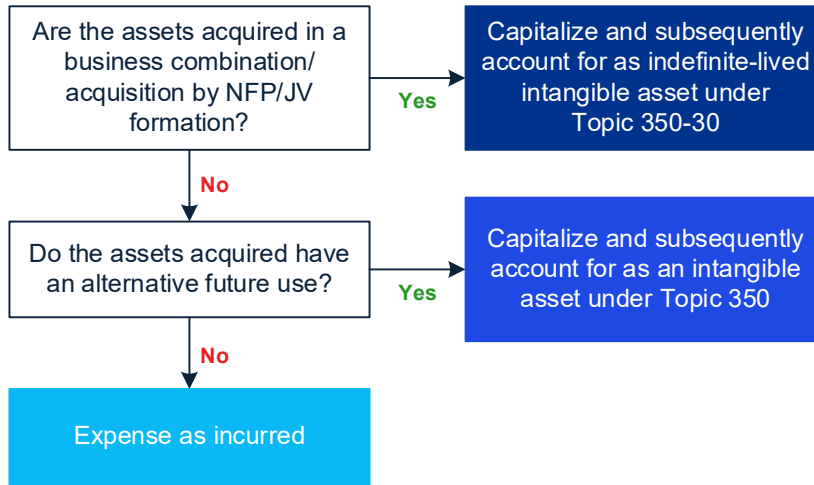 Are the assets acquired in a
business combination/
acquisition by NFP/JV
formation?
Yes
Capitalize and subsequently
account for as indefinite-lived
intangible asset under
Topic 350-30
No
Do the assets acquired have
an alternative future use?
Yes
Capitalize and subsequently
account for as an intangible
asset under Topic 350
No
Expense as incurred